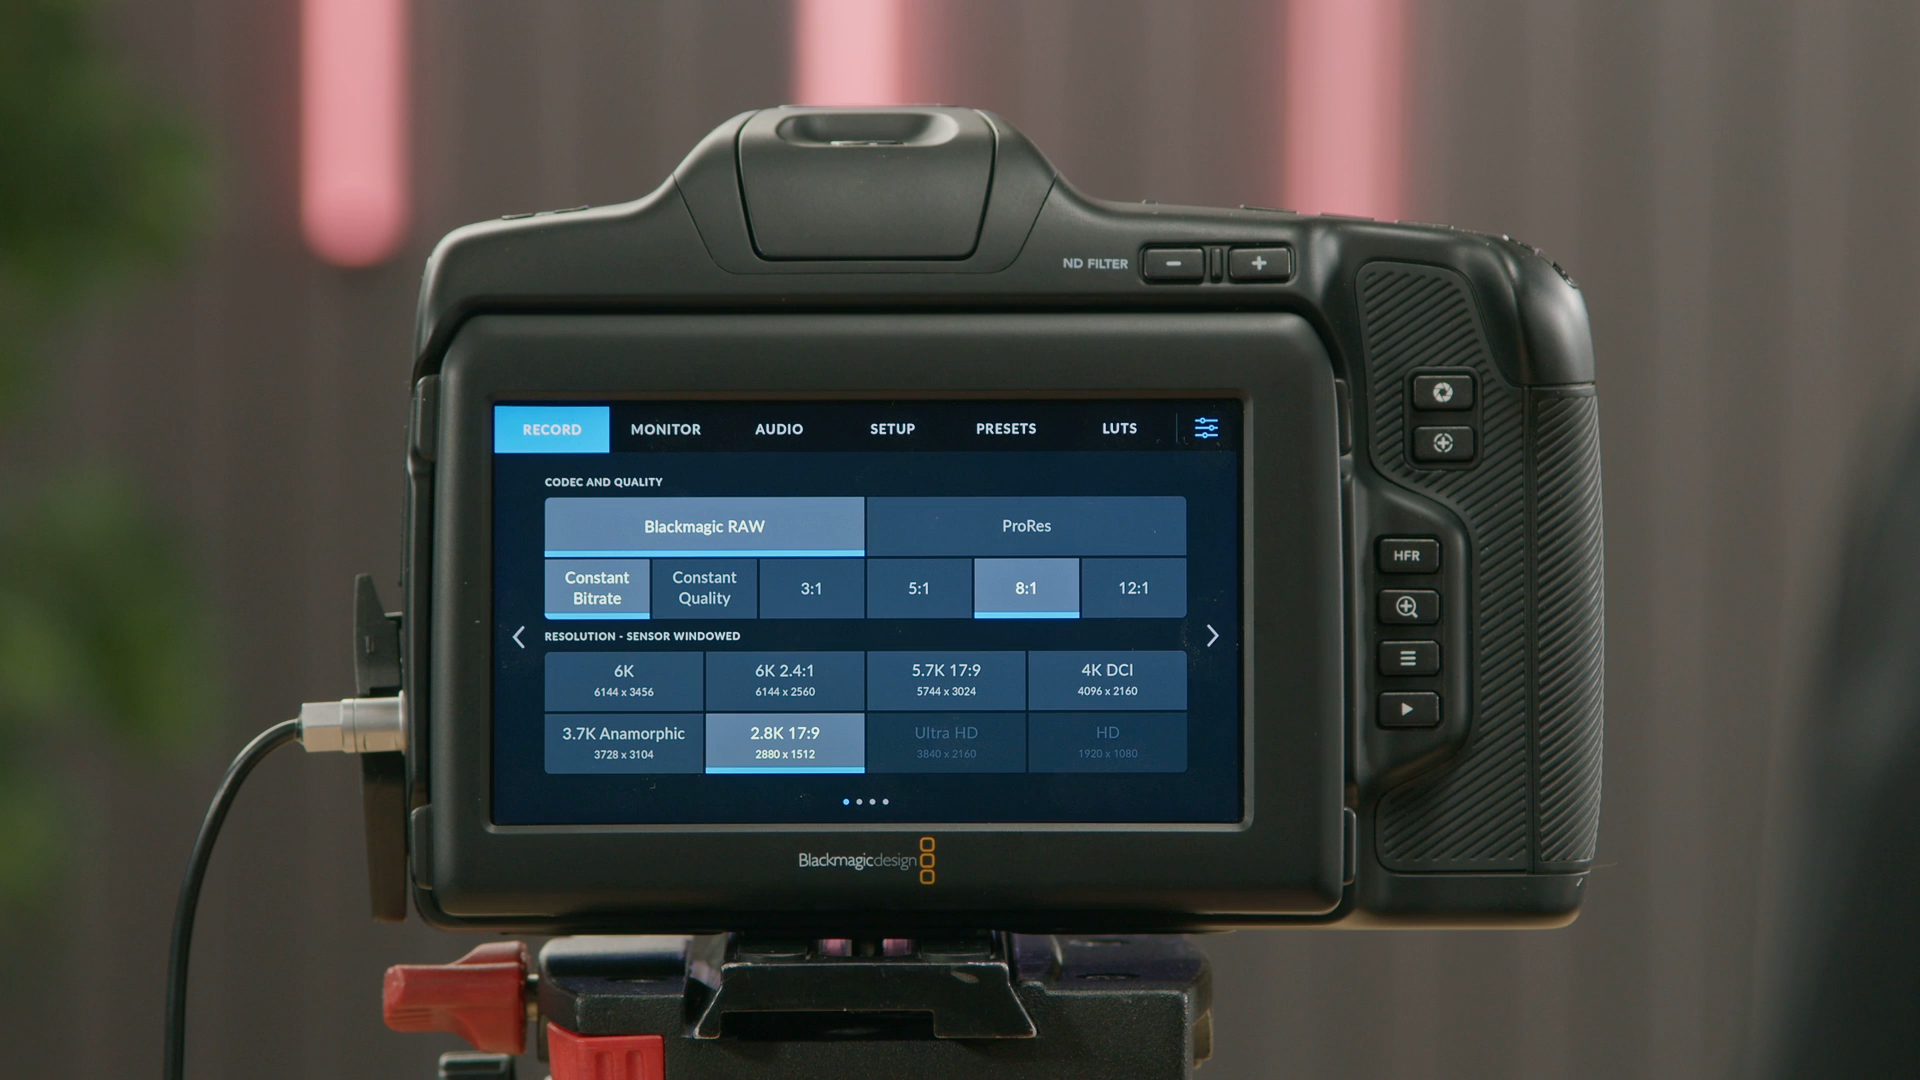 ND FILTER
RECORD MONITOR AUDIO SETUP PRESETS LUTS
CODEC AND QUALITY
Blackmagic RAW ProRes
Constant Bitrate Constant Quality 3:1 5:1 8:1 12:1
RESOLUTION - SENSOR WINDOWED
6K 6K 2.4:1 5.7K 17:9 4K DCI
6144 x 3456 6144 x 2560 5744 x 3024 4096 x 2160
3.7K Anamorphic 2.8K 17:9 Ultra HD HD
3728 x 3104 2880 x 1512 3840 x 2160 1920 x 1080
HFR
Blackmagicdesign